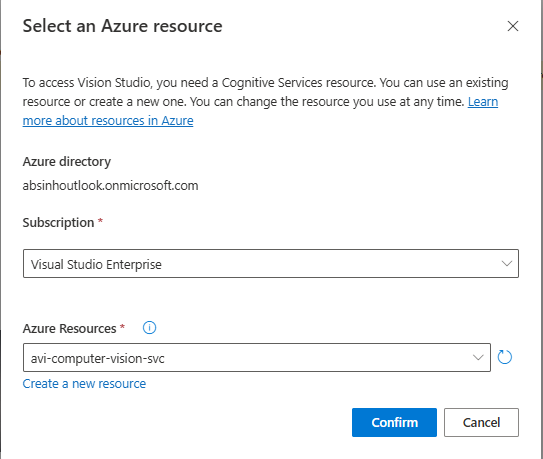 Select an Azure resource
To access Vision Studio, you need a Cognitive Services resource. You can use an existing
resource or create a new one. You can change the resource you use at any time. Learn
more about resources in Azure
Azure directory
absinhoutlook.onmicrosoft.com
Subscription *
Visual Studio Enterprise
Azure Resources *
avi-computer-vision-svc
Create a new resource
Confirm Cancel